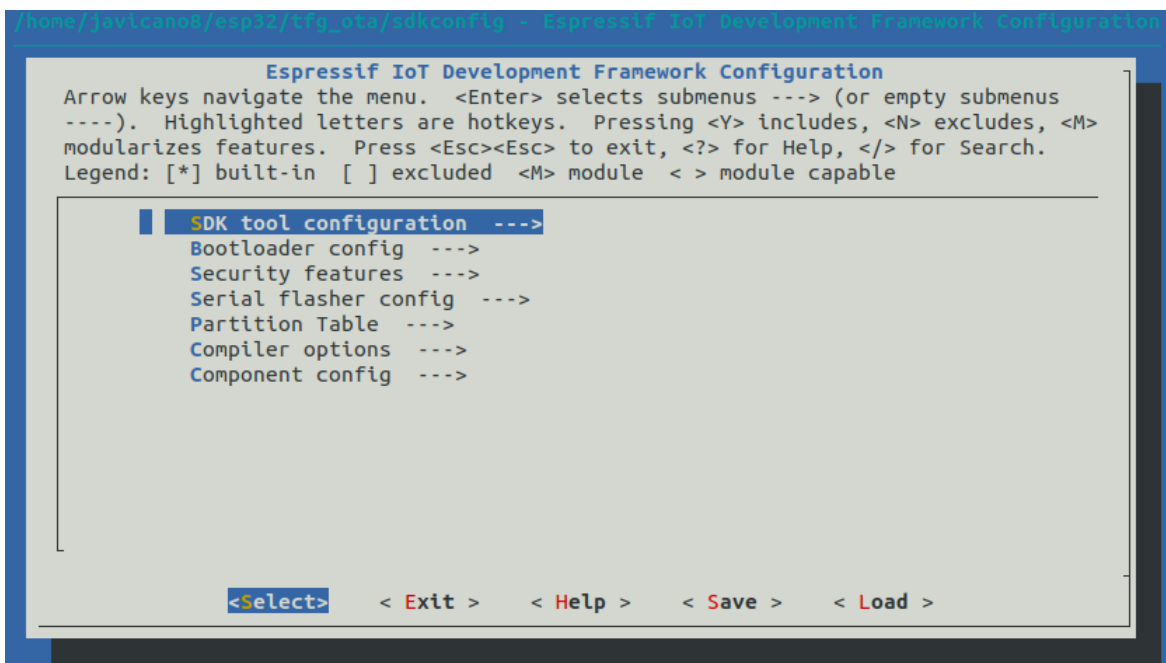 /home/javicano8/esp32/tfg_ota/sdkconfig - Espressif IoT Development Framework Configuration
Espressif IoT Development Framework Configuration
Arrow keys navigate the menu.  <Enter> selects submenus ---> (or empty submenus
----).  Highlighted letters are hotkeys.  Pressing <Y> includes, <N> excludes, <M>
modularizes features.  Press <Esc><Esc> to exit, <?> for Help, </> for Search.
Legend: [*] built-in  [ ] excluded  <M> module  < > module capable
SDK tool configuration  --->
Bootloader config  --->
Security features  --->
Serial flasher config  --->
Partition Table  --->
Compiler options  --->
Component config  --->
<Select>    < Exit >    < Help >    < Save >    < Load >